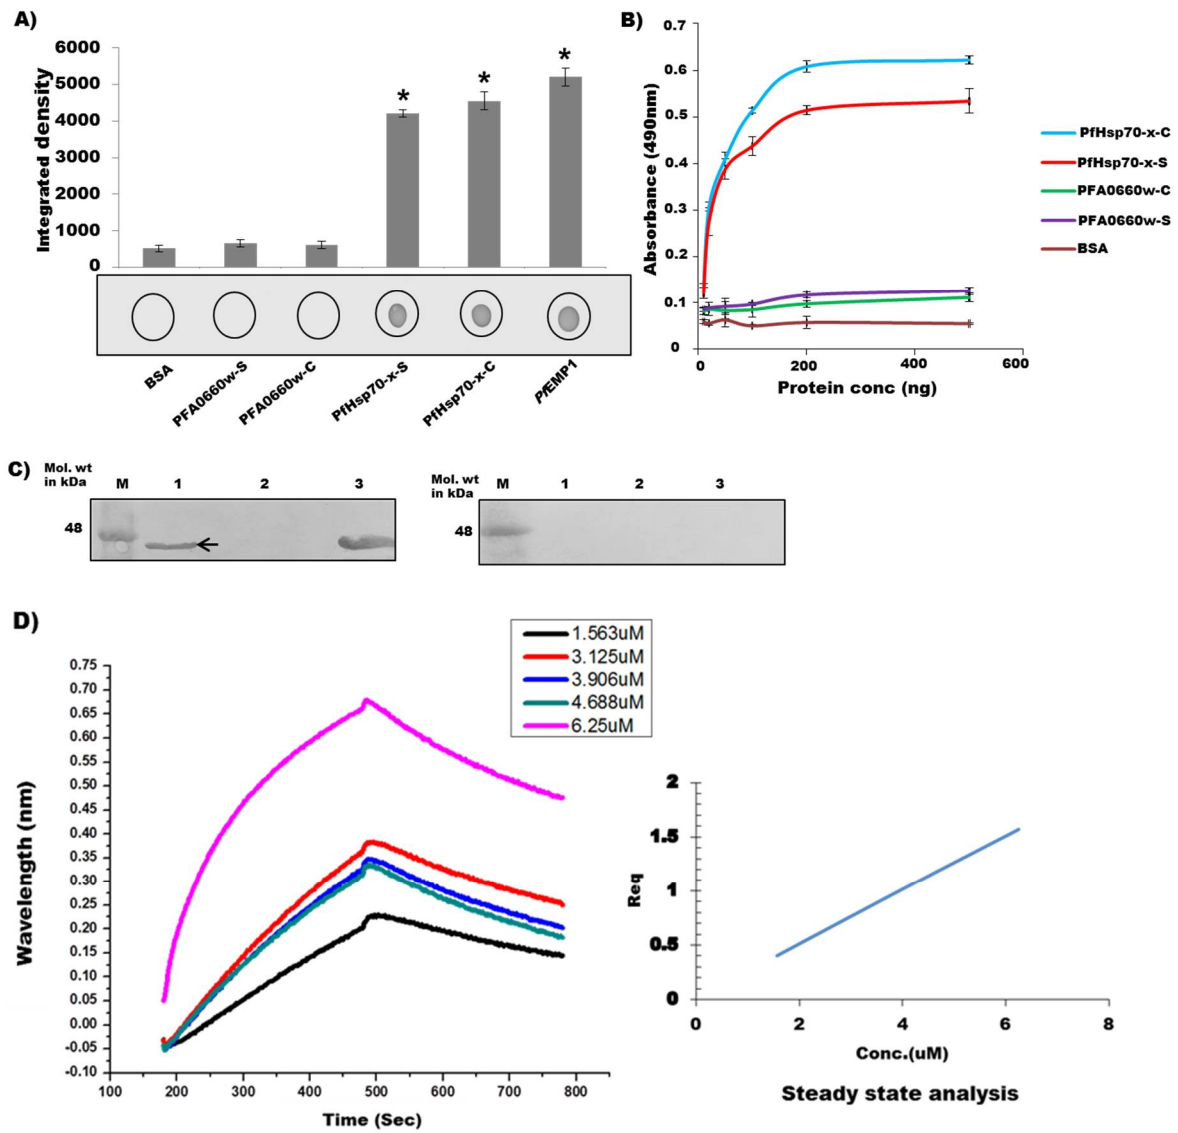 A)
6000
5000
4000
3000
2000
1000
0
Integrated density
*
*
*
BSA
PFA0660w-S
PFA0660w-C
PfHsp70-x-S
PfHsp70-x-C
PfEMP1
B)
0.7
0.6
0.5
0.4
0.3
0.2
0.1
0
Absorbance (490nm)
0 200 400 600
Protein conc (ng)
PfHsp70-x-C
PfHsp70-x-S
PFA0660w-C
PFA0660w-S
BSA
C)
Mol. wt
in kDa
M 1 2 3
48
Mol. wt
in kDa
M 1 2 3
48
D)
1.563uM
3.125uM
3.906uM
4.688uM
6.25uM
0.75
0.70
0.65
0.60
0.55
0.50
0.45
0.40
0.35
0.30
0.25
0.20
0.15
0.10
0.05
0.00
-0.05
-0.10
Wavelength (nm)
100 200 300 400 500 600 700 800
Time (Sec)
2
1.5
1
0.5
0
Req
0 2 4 6 8
Conc.(uM)
Steady state analysis